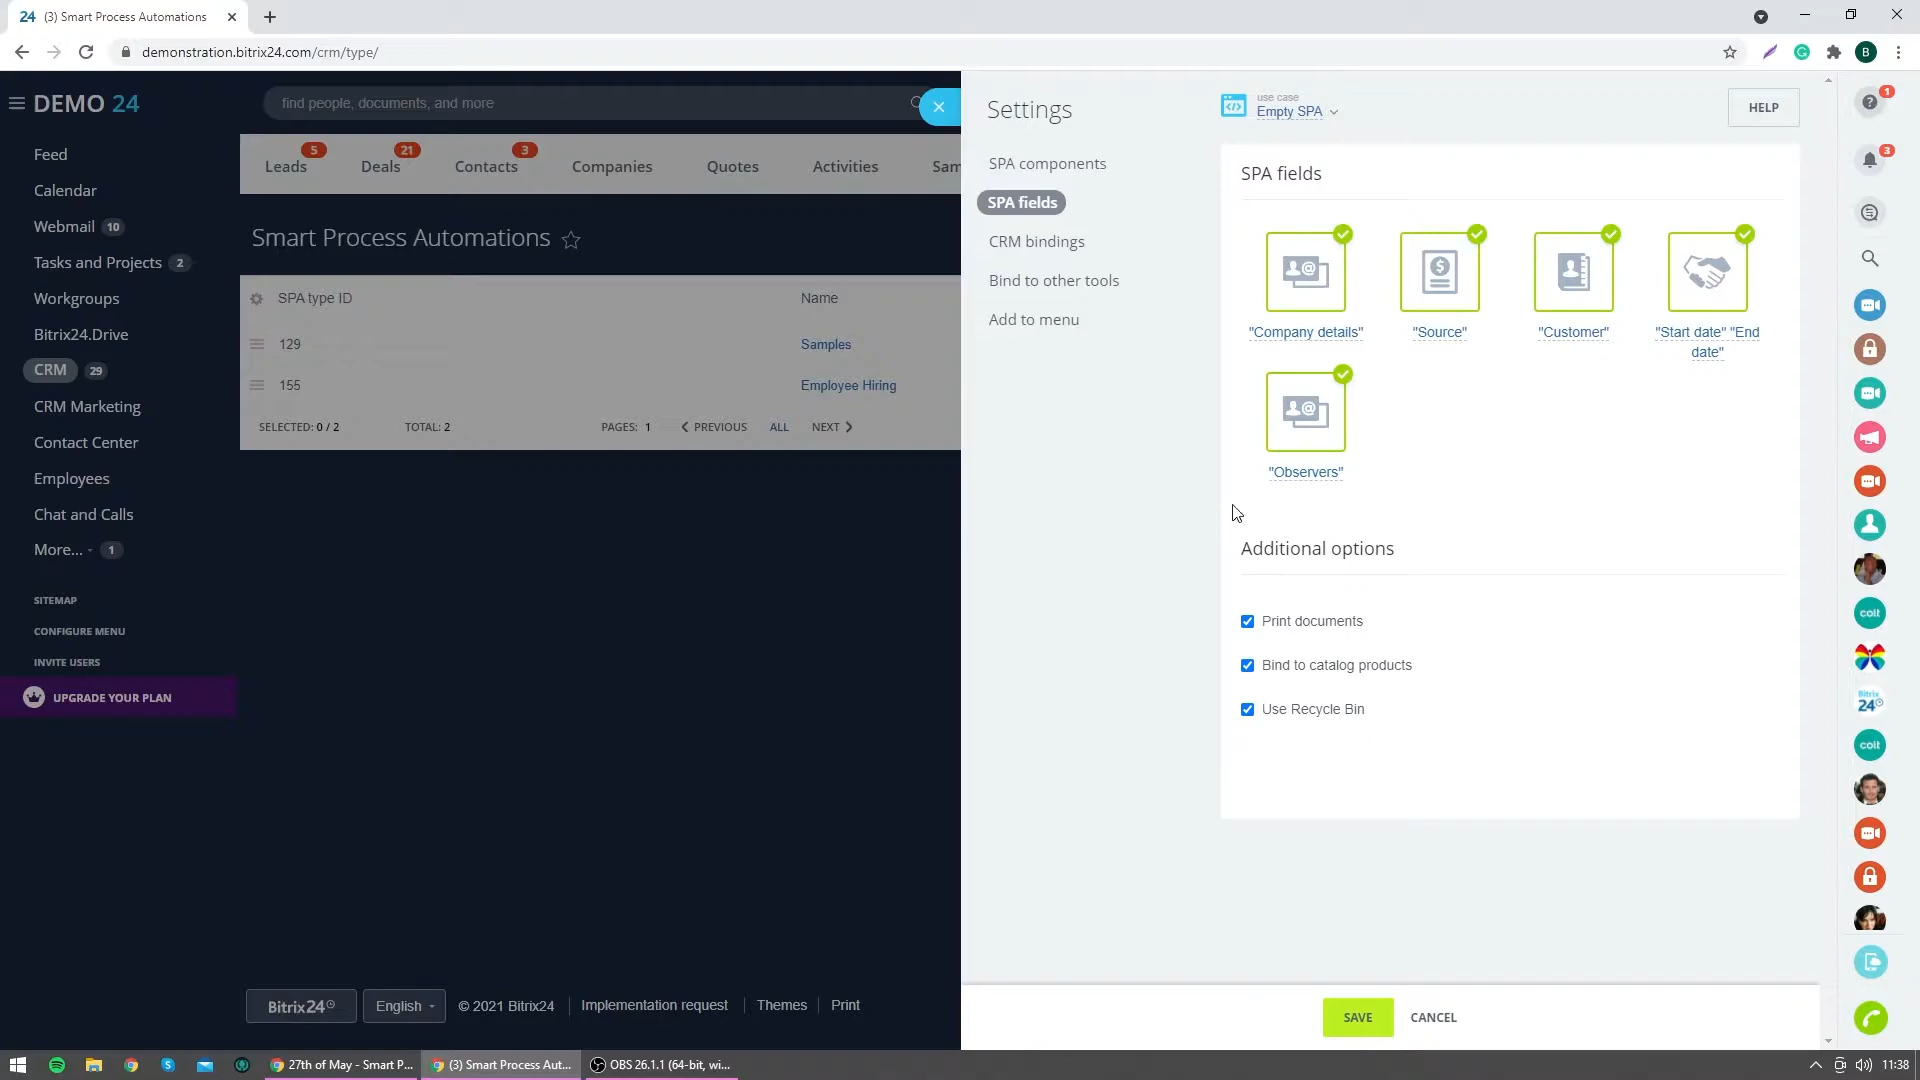 24 (3) Smart Process Automations
demonstration.bitrix24.com/crm/type/
B
DEMO 24
find people, documents, and more
Feed
Calendar
Webmail 10
Tasks and Projects 2
Workgroups
Bitrix24.Drive
CRM 29
CRM Marketing
Contact Center
Employees
Chat and Calls
More... 1
SITEMAP
CONFIGURE MENU
INVITE USERS
UPGRADE YOUR PLAN
Leads 5
Deals 21
Contacts 3
Companies
Quotes
Activities
Sam
Smart Process Automations
SPA type ID Name
129 Samples
155 Employee Hiring
SELECTED: 0 / 2 TOTAL: 2 PAGES: 1 PREVIOUS ALL NEXT
Bitrix24 English © 2021 Bitrix24 Implementation request Themes Print
Settings
SPA components
SPA fields
CRM bindings
Bind to other tools
Add to menu
use case
Empty SPA
HELP
SPA fields
"Company details" "Source" "Customer" "Start date" "End
date"
"Observers"
Additional options
Print documents
Bind to catalog products
Use Recycle Bin
SAVE CANCEL
1
3
colt
Bitrix
24
colt
27th of May - Smart P... (3) Smart Process Aut... OBS 26.1.1 (64-bit, wi... 11:38